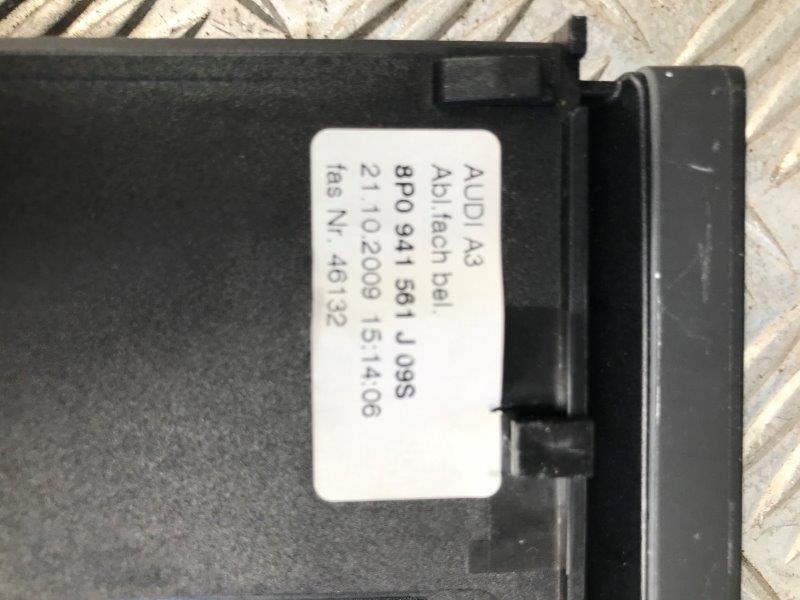 AUDI A3
Abl.fach bel.
8P0 941 561 J 09S
21.10.2009 15:14:06
fas Nr. 46132